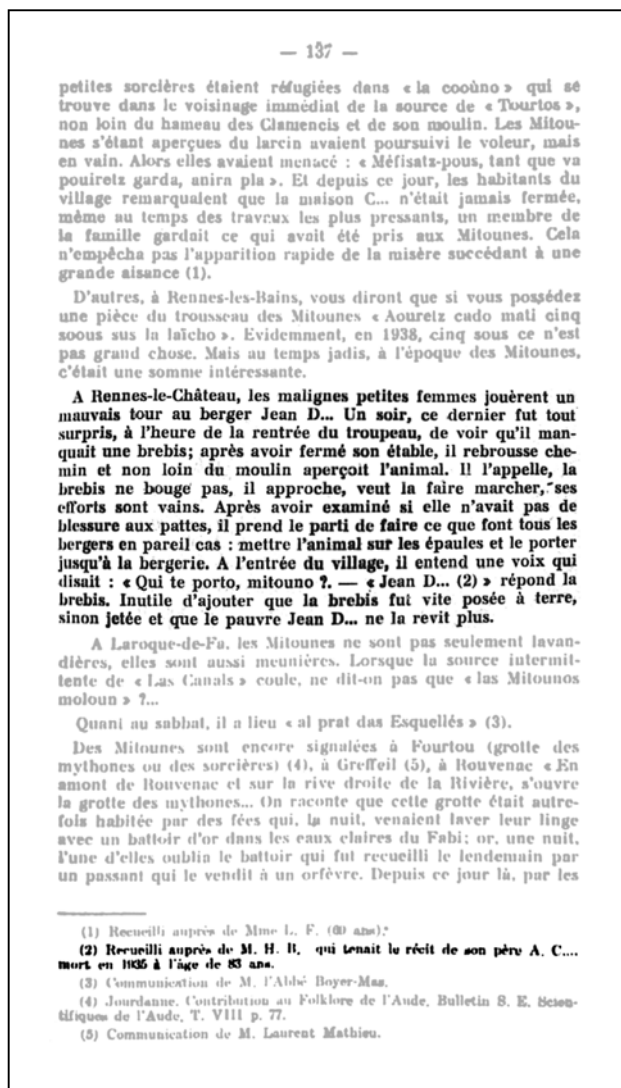 — 137 —
petites sorcières étaient réfugiées dans « la cooùno » qui se
trouve dans le voisinage immédiat de la source de « Tourtos »,
non loin du hameau des Clamencis et de son moulin. Les Mitou-
nes s'étant aperçues du larcin avaient poursuivi le voleur, mais
en vain. Alors elles avaient menacé : « Méfisatz-pous, tant que va
pouiretz garda, anira pla ». Et depuis ce jour, les habitants du
village remarquaient que la maison C... n'était jamais fermée,
même au temps des travaux les plus pressants, un membre de
la famille gardait ce qui avait été pris aux Mitounes. Cela
n'empêcha pas l'apparition rapide de la misère succédant à une
grande aisance (1).
D'autres, à Rennes-les-Bains, vous diront que si vous possédez
une pièce du trousseau des Mitounes « Aouretz cado mati cinq
soous sus la laïcho ». Evidemment, en 1938, cinq sous ce n'est
pas grand chose. Mais au temps jadis, à l'époque des Mitounes,
c'était une somme intéressante.
A Rennes-le-Château, les malignes petites femmes jouèrent un
mauvais tour au berger Jean D... Un soir, ce dernier fut tout
surpris, à l'heure de la rentrée du troupeau, de voir qu'il man-
quait une brebis; après avoir fermé son étable, il rebrousse che-
min et non loin du moulin aperçoit l'animal. Il l'appelle, la
brebis ne bouge pas, il approche, veut la faire marcher, ses
efforts sont vains. Après avoir examiné si elle n'avait pas de
blessure aux pattes, il prend le parti de faire ce que font tous les
bergers en pareil cas : mettre l'animal sur les épaules et le porter
jusqu'à la bergerie. A l'entrée du village, il entend une voix qui
disait : « Qui te porto, mitouno ?. — « Jean D... (2) » répond la
brebis. Inutile d'ajouter que la brebis fut vite posée à terre,
sinon jetée et que le pauvre Jean D... ne la revit plus.
A Laroque-de-Fa, les Mitounes ne sont pas seulement lavan-
dières, elles sont aussi meunières. Lorsque la source intermit-
tente de « Las Canals » coule, ne dit-on pas que « las Mitounos
moloun » ?...
Quant au sabbat, il a lieu « al prat das Esquellés » (3).
Des Mitounes sont encore signalées à Fourtou (grotte des
mythones ou des sorcières) (4), à Greffeil (5), à Rouvenac « En
amont de Rouvenac et sur la rive droite de la Rivière, s'ouvre
la grotte des mythones... On raconte que cette grotte était autre-
fois habitée par des fées qui, la nuit, venaient laver leur linge
avec un battoir d'or dans les eaux claires du Fabi; or, une nuit,
l'une d'elles oublia le battoir qui fut recueilli le lendemain par
un passant qui le vendit à un orfèvre. Depuis ce jour là, par les
(1) Recueilli auprès de Mme L. F. (60 ans).
(2) Recueilli auprès de M. H. B. qui tenait le récit de son père A. C....
mort en 1935 à l'âge de 83 ans.
(3) Communication de M. l'Abbé Boyer-Mas.
(4) Jourdanne. Contribution au Folklore de l'Aude, Bulletin S. E. Scien-
tifiques de l'Aude, T. VIII p. 77.
(5) Communication de M. Laurent Mathieu.